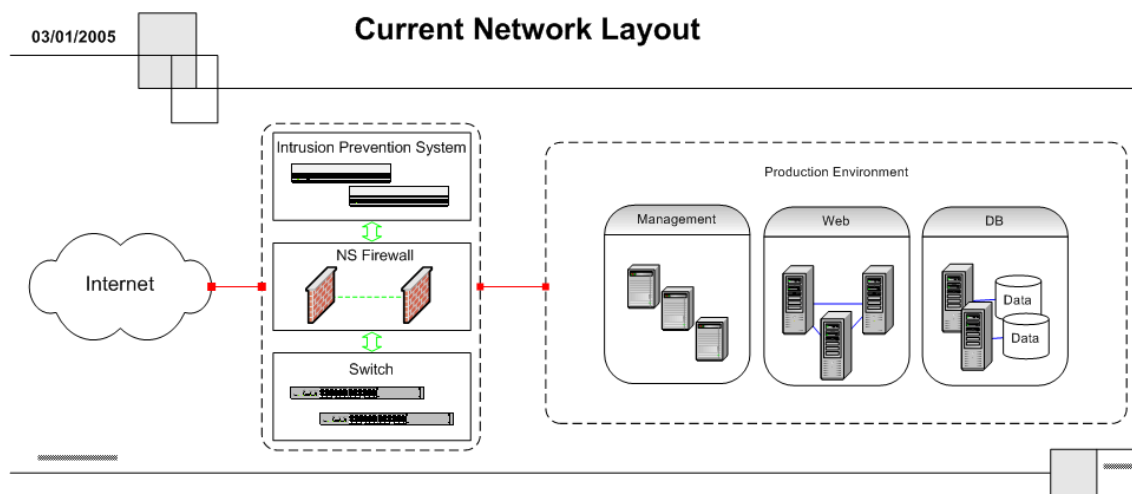 03/01/2005
Current Network Layout
Intrusion Prevention System
Production Environment
Management
Web
DB
NS Firewall
Internet
Data
Data
Switch